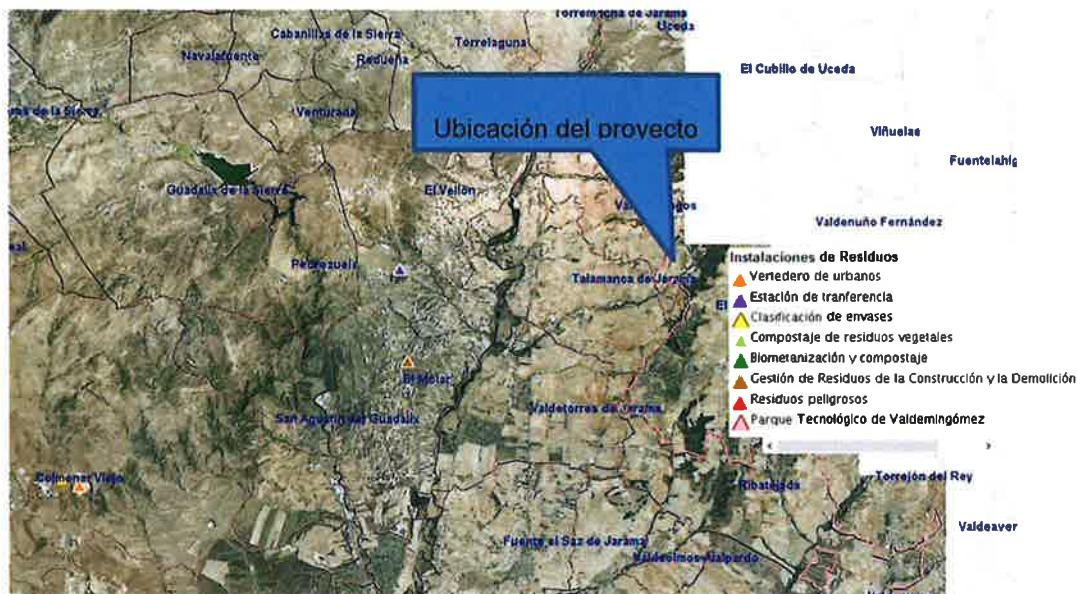 Torremocha de Jarama
Uceda
Cabanillas de la Sierra
Torrelaguna
Navalafuente
Redueña
El Cubillo de Uceda
de la Sierra
Venturada
Ubicación del proyecto
Viñuelas
Fuentelahig
Guadalix de la Sierra
El Vellón
Valdenuño Fernández
Pedrezuela
Talamanca de Jarama
El
Instalaciones de Residuos
Vertedero de urbanos
Estación de tranferencia
Clasificación de envases
Compostaje de residuos vegetales
Biometanización y compostaje
Gestión de Residuos de la Construcción y la Demolición
Residuos peligrosos
Parque Tecnológico de Valdemingómez
El Molar
San Agustín del Guadalix
Valdetorres de Jarama
Colmenar Viejo
Ribatejada
Torrejón del Rey
Valdeaver
Fuente el Saz de Jarama
Valdeolmos-Alalpardo